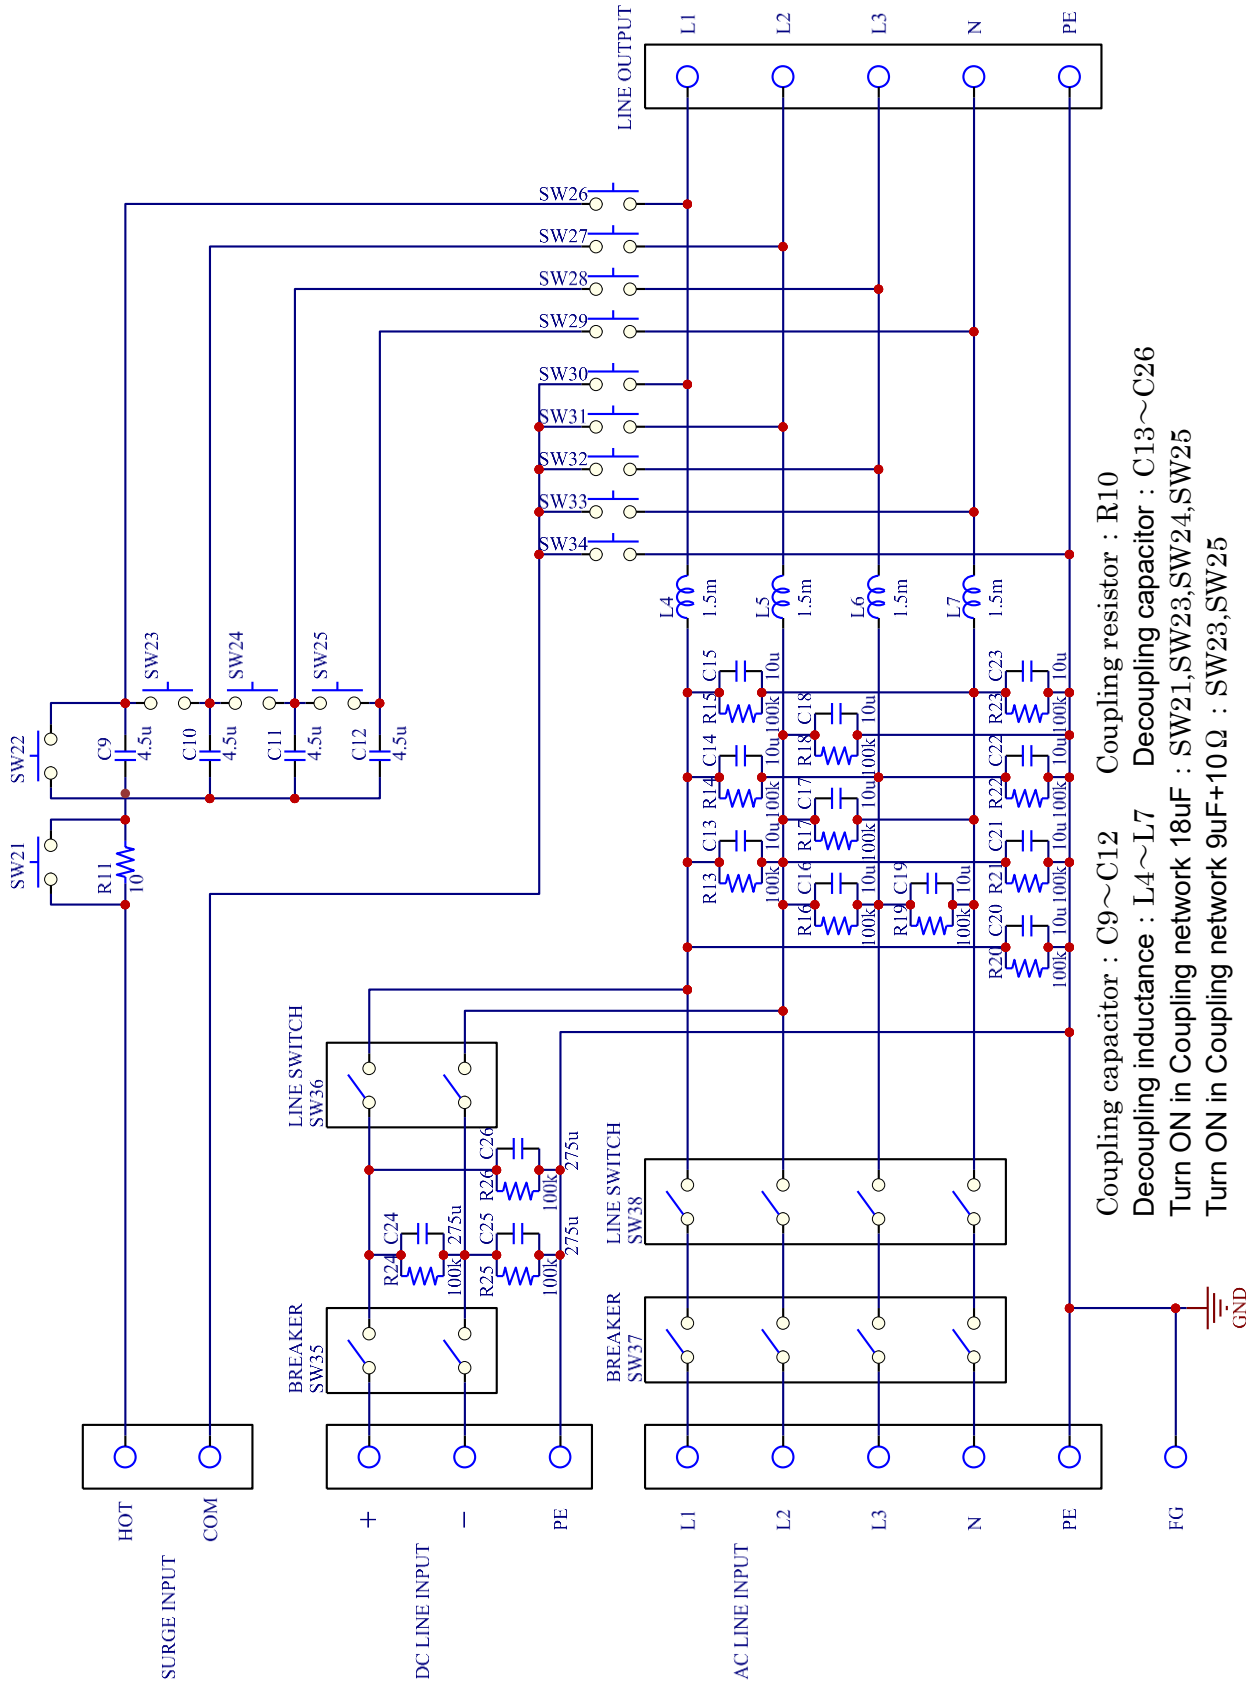 SURGE INPUT
HOT
COM
SW21
R11
10
SW22
C9
4.5u
C10
4.5u
C11
4.5u
C12
4.5u
SW23
SW24
SW25
SW26
SW27
SW28
SW29
SW30
SW31
SW32
SW33
SW34
DC LINE INPUT
+
−
PE
BREAKER
SW35
R24
C24
100k
275u
R25
C25
100k
275u
R26
C26
100k
275u
LINE SWITCH
SW36
AC LINE INPUT
L1
L2
L3
N
PE
FG
BREAKER
SW37
LINE SWITCH
SW38
R13
C13
100k
10u
R14
C14
100k
10u
R15
C15
100k
10u
R16
C16
100k
10u
R17
C17
100k
10u
R18
C18
100k
10u
R19
C19
100k
10u
R20
C20
100k
10u
R21
C21
100k
10u
R22
C22
100k
10u
R23
C23
100k
10u
L4
1.5m
L5
1.5m
L6
1.5m
L7
1.5m
LINE OUTPUT
L1
L2
L3
N
PE
GND
Coupling capacitor : C9～C12 Coupling resistor : R10
Decoupling inductance : L4～L7 Decoupling capacitor : C13～C26
Turn ON in Coupling network 18uF : SW21,SW23,SW24,SW25
Turn ON in Coupling network 9uF+10Ω : SW23,SW25